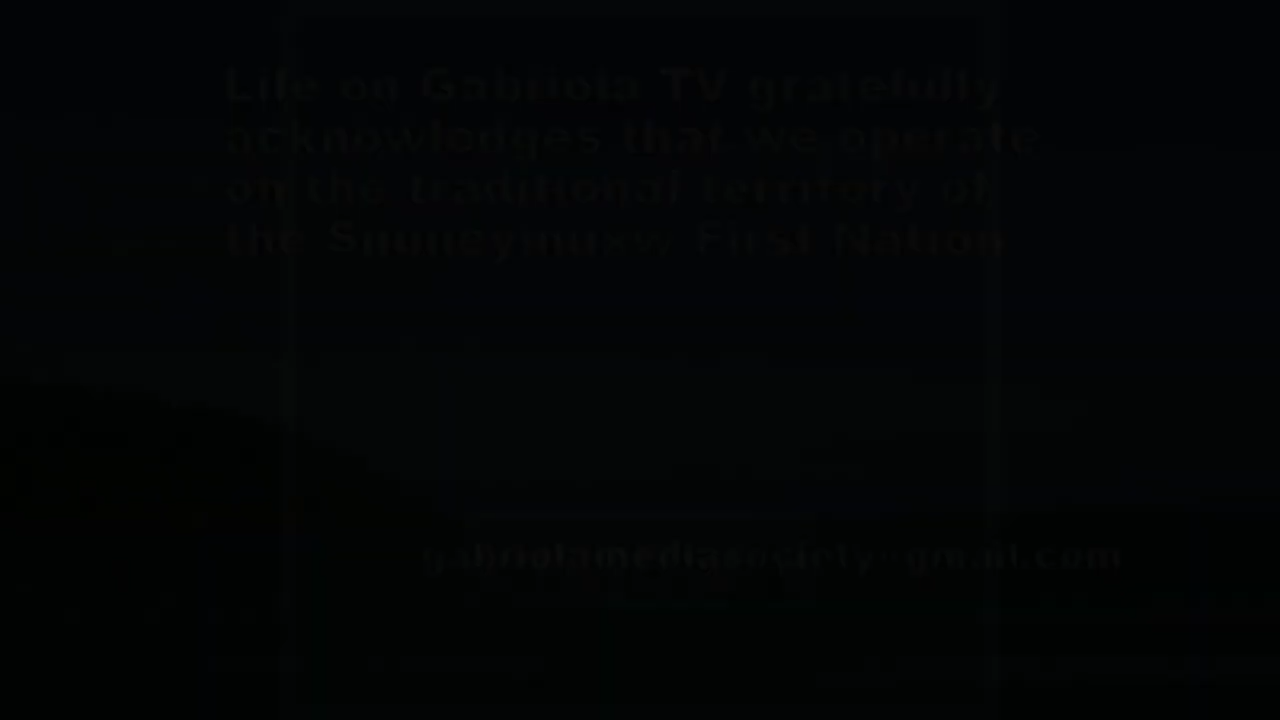 Life on Gabriola TV gratefully
acknowledges that we operate
on the traditional territory of
the Snuneymuxw First Nation
gabriolamediasociety@gmail.com